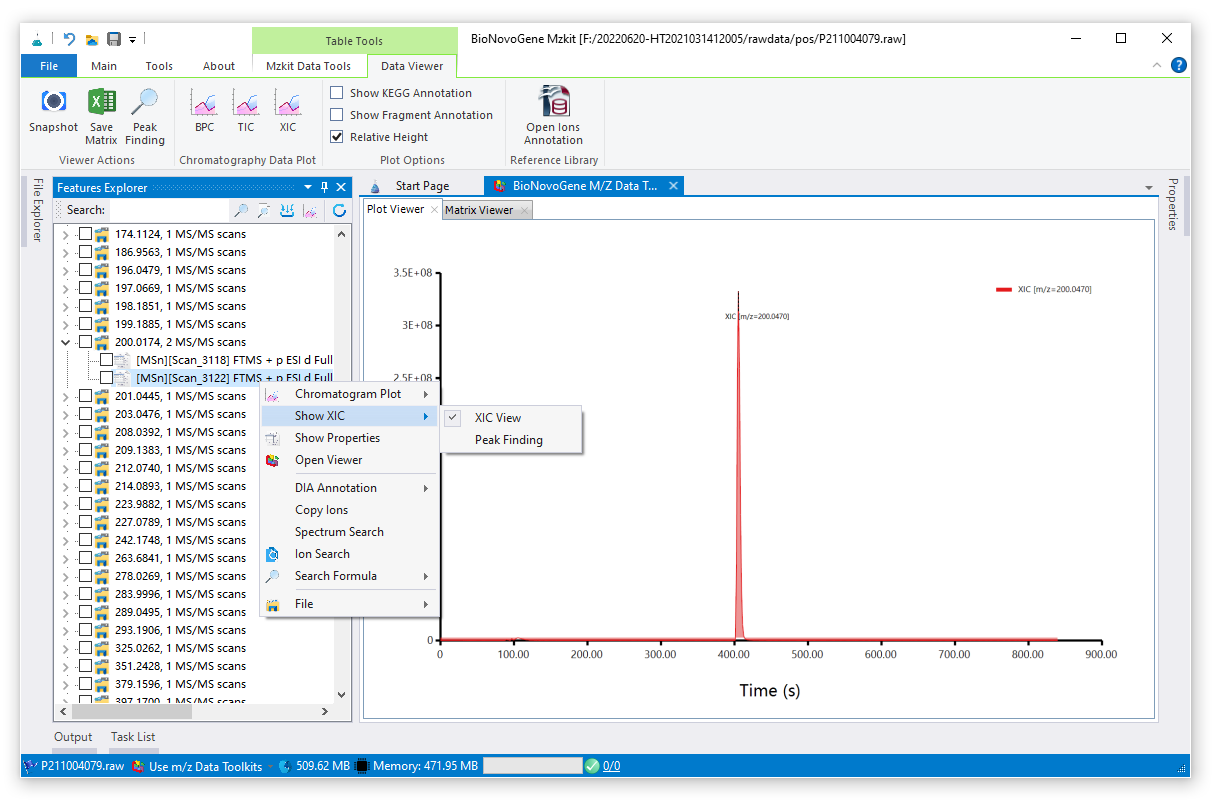 Table Tools
BioNovoGene Mzkit [F:/20220620-HT2021031412005/rawdata/pos/P211004079.raw]
File Main Tools About Mzkit Data Tools Data Viewer
Snapshot
Save Matrix
Peak Finding
Viewer Actions
BPC TIC XIC
Chromatography Data Plot
Show KEGG Annotation
Show Fragment Annotation
Relative Height
Plot Options
Open Ions Annotation
Reference Library
File Explorer
Features Explorer
Search:
174.1124, 1 MS/MS scans
186.9563, 1 MS/MS scans
196.0479, 1 MS/MS scans
197.0669, 1 MS/MS scans
198.1851, 1 MS/MS scans
199.1885, 1 MS/MS scans
200.0174, 2 MS/MS scans
[MSn][Scan_3118] FTMS + p ESI d Full
[MSn][Scan_3122] FTMS + p ESI d Full
201.0445, 1 MS/MS scans
203.0476, 1 MS/MS scans
208.0392, 1 MS/MS scans
209.1383, 1 MS/MS scans
212.0740, 1 MS/MS scans
214.0893, 1 MS/MS scans
223.9882, 1 MS/MS scans
227.0789, 1 MS/MS scans
242.1748, 1 MS/MS scans
263.6841, 1 MS/MS scans
278.0269, 1 MS/MS scans
283.9996, 1 MS/MS scans
289.0495, 1 MS/MS scans
293.1906, 1 MS/MS scans
325.0262, 1 MS/MS scans
351.2428, 1 MS/MS scans
379.1596, 1 MS/MS scans
397.1700, 1 MS/MS scans
Chromatogram Plot
Show XIC
Show Properties
Open Viewer
DIA Annotation
Copy Ions
Spectrum Search
Ion Search
Search Formula
File
XIC View
Peak Finding
Start Page
BioNovoGene M/Z Data T...
Plot Viewer
Matrix Viewer
Properties
3.5E+08
3E+08
2.5E+08
0
XIC [m/z=200.0470]
XIC [m/z=200.0470]
0 100.00 200.00 300.00 400.00 500.00 600.00 700.00 800.00 900.00
Time (s)
Output Task List
P211004079.raw Use m/z Data Toolkits 509.62 MB Memory: 471.95 MB 0/0